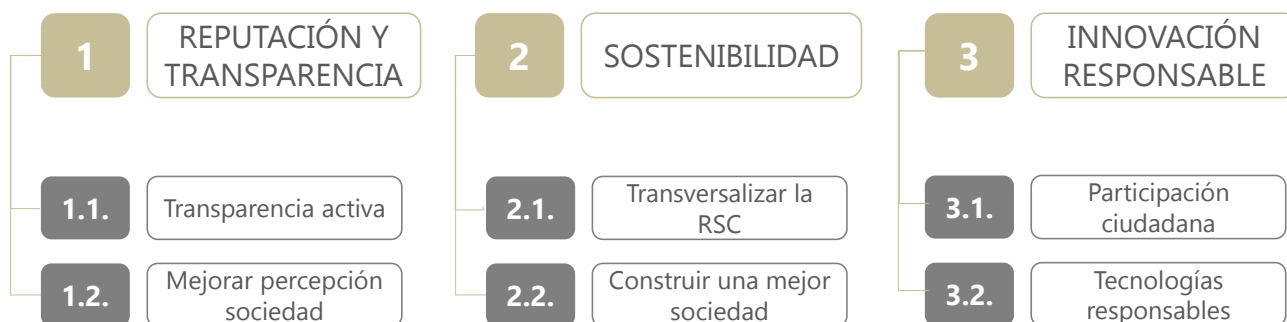 1
REPUTACIÓN Y
TRANSPARENCIA
1.1.
Transparencia activa
1.2.
Mejorar percepción
sociedad
2
SOSTENIBILIDAD
2.1.
Transversalizar la
RSC
2.2.
Construir una mejor
sociedad
3
INNOVACIÓN
RESPONSABLE
3.1.
Participación
ciudadana
3.2.
Tecnologías
responsables